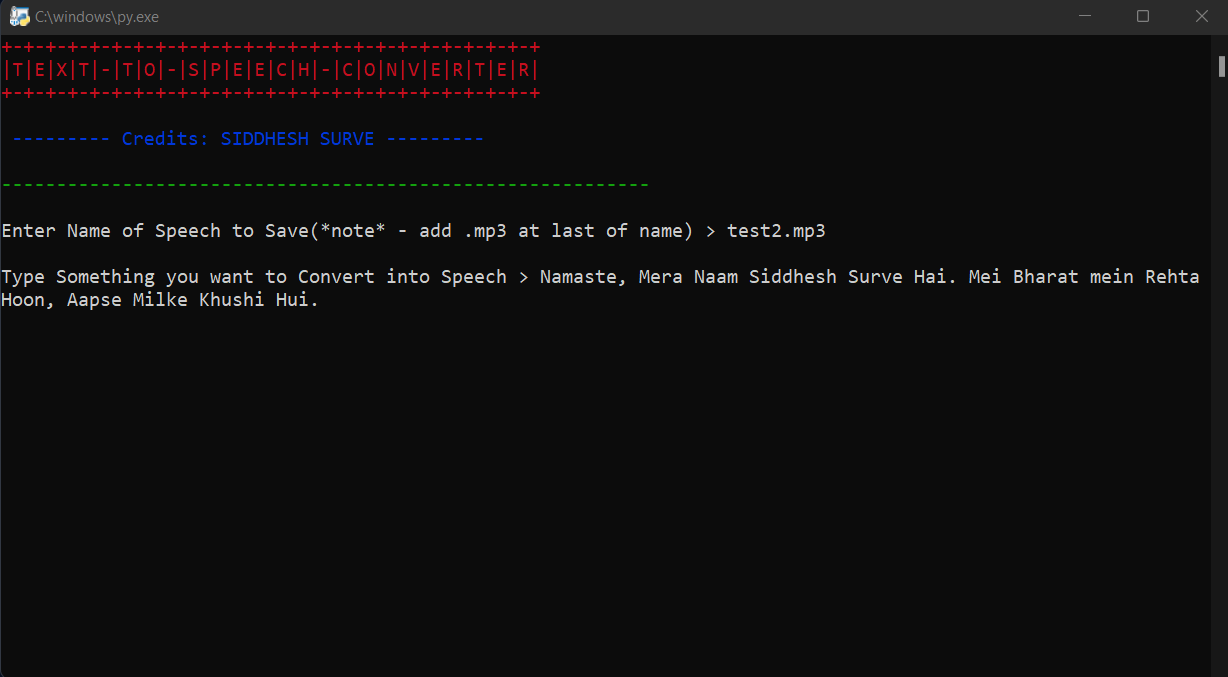 C:\windows\py.exe
+-+-+-+-+-+-+-+-+-+-+-+-+-+-+-+-+-+-+-+-+-+-+-+-+
|T|E|X|T|-|T|O|-|S|P|E|E|C|H|-|C|O|N|V|E|R|T|E|R|
+-+-+-+-+-+-+-+-+-+-+-+-+-+-+-+-+-+-+-+-+-+-+-+-+
--------- Credits: SIDDHESH SURVE ---------
-----------------------------------------------------------
Enter Name of Speech to Save(*note* - add .mp3 at last of name) > test2.mp3
Type Something you want to Convert into Speech > Namaste, Mera Naam Siddhesh Surve Hai. Mei Bharat mein Rehta
Hoon, Aapse Milke Khushi Hui.